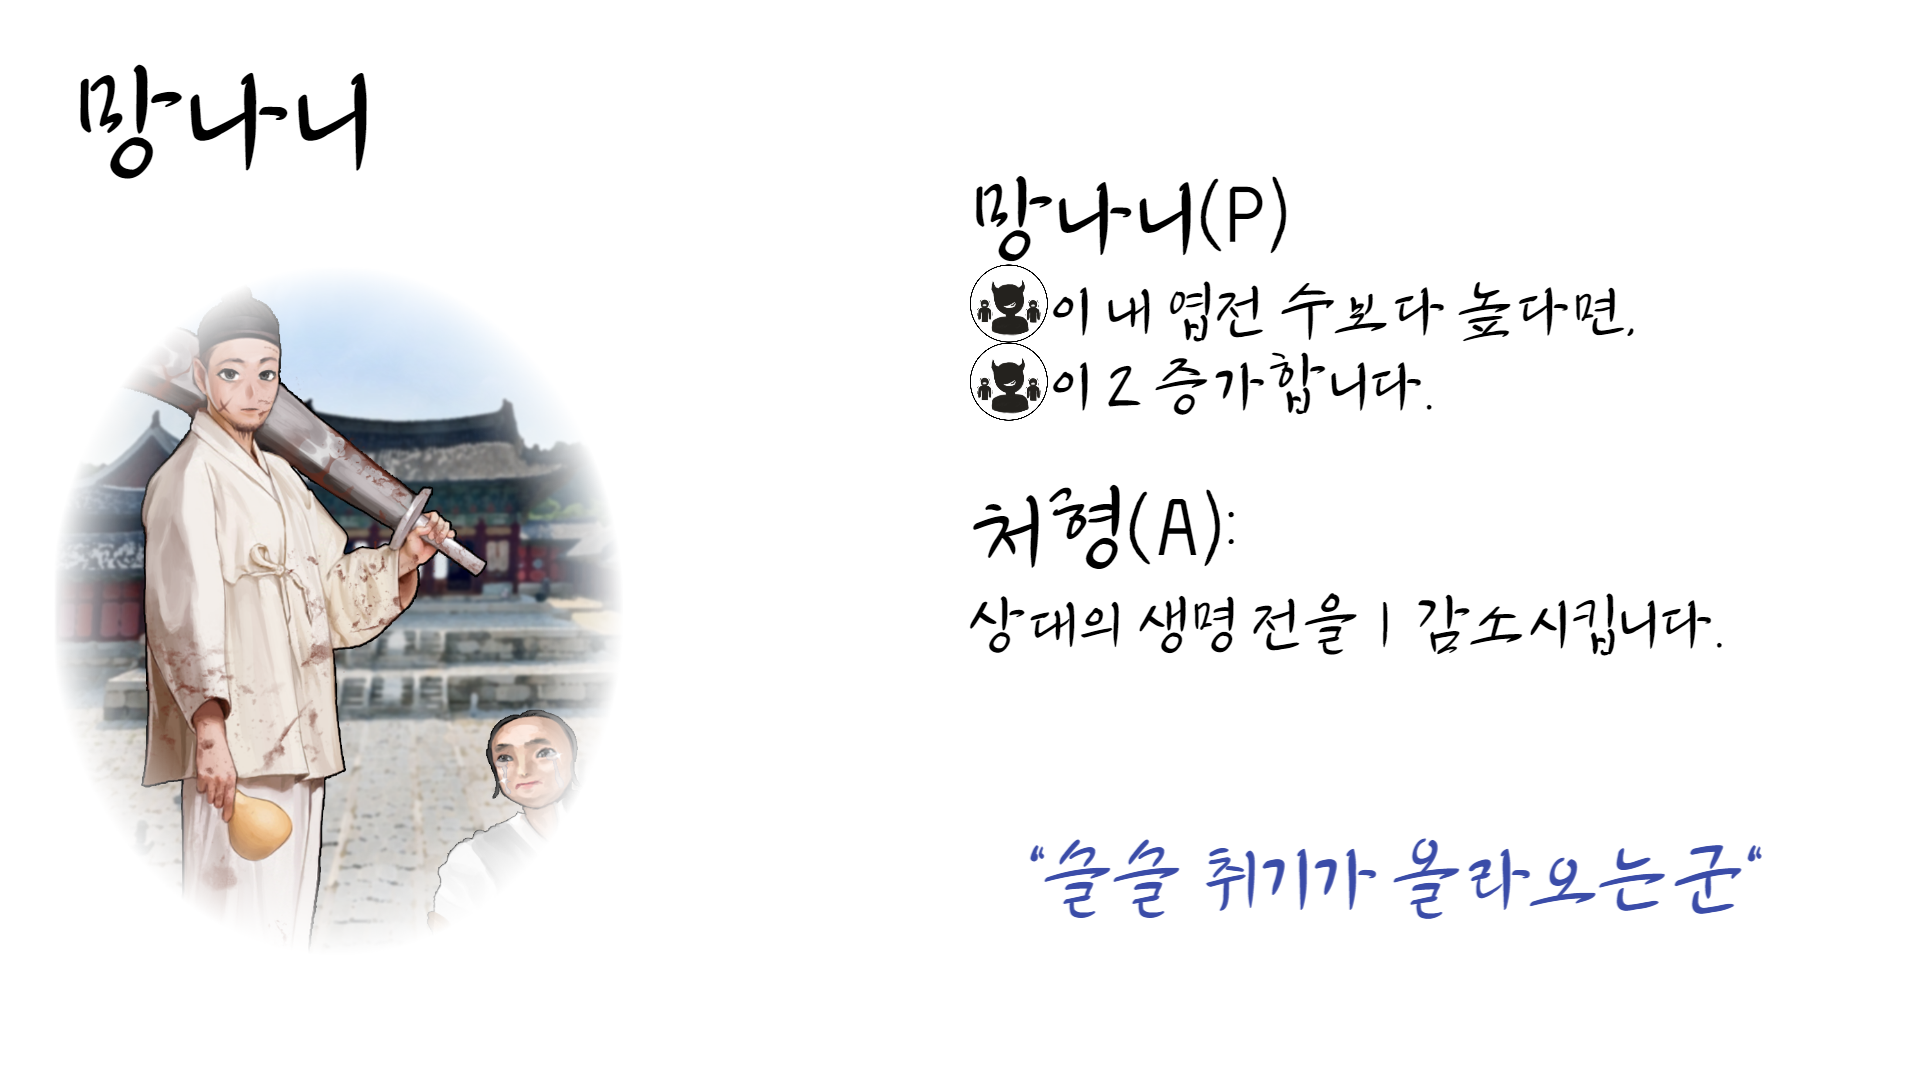 망나니
망나니(P)
이 내 엽전 수보다 높다면,
이 2 증가합니다.
처형(A):
상대의 생명 전을 1 감소시킵니다.
“슬슬 취기가 올라오는군“